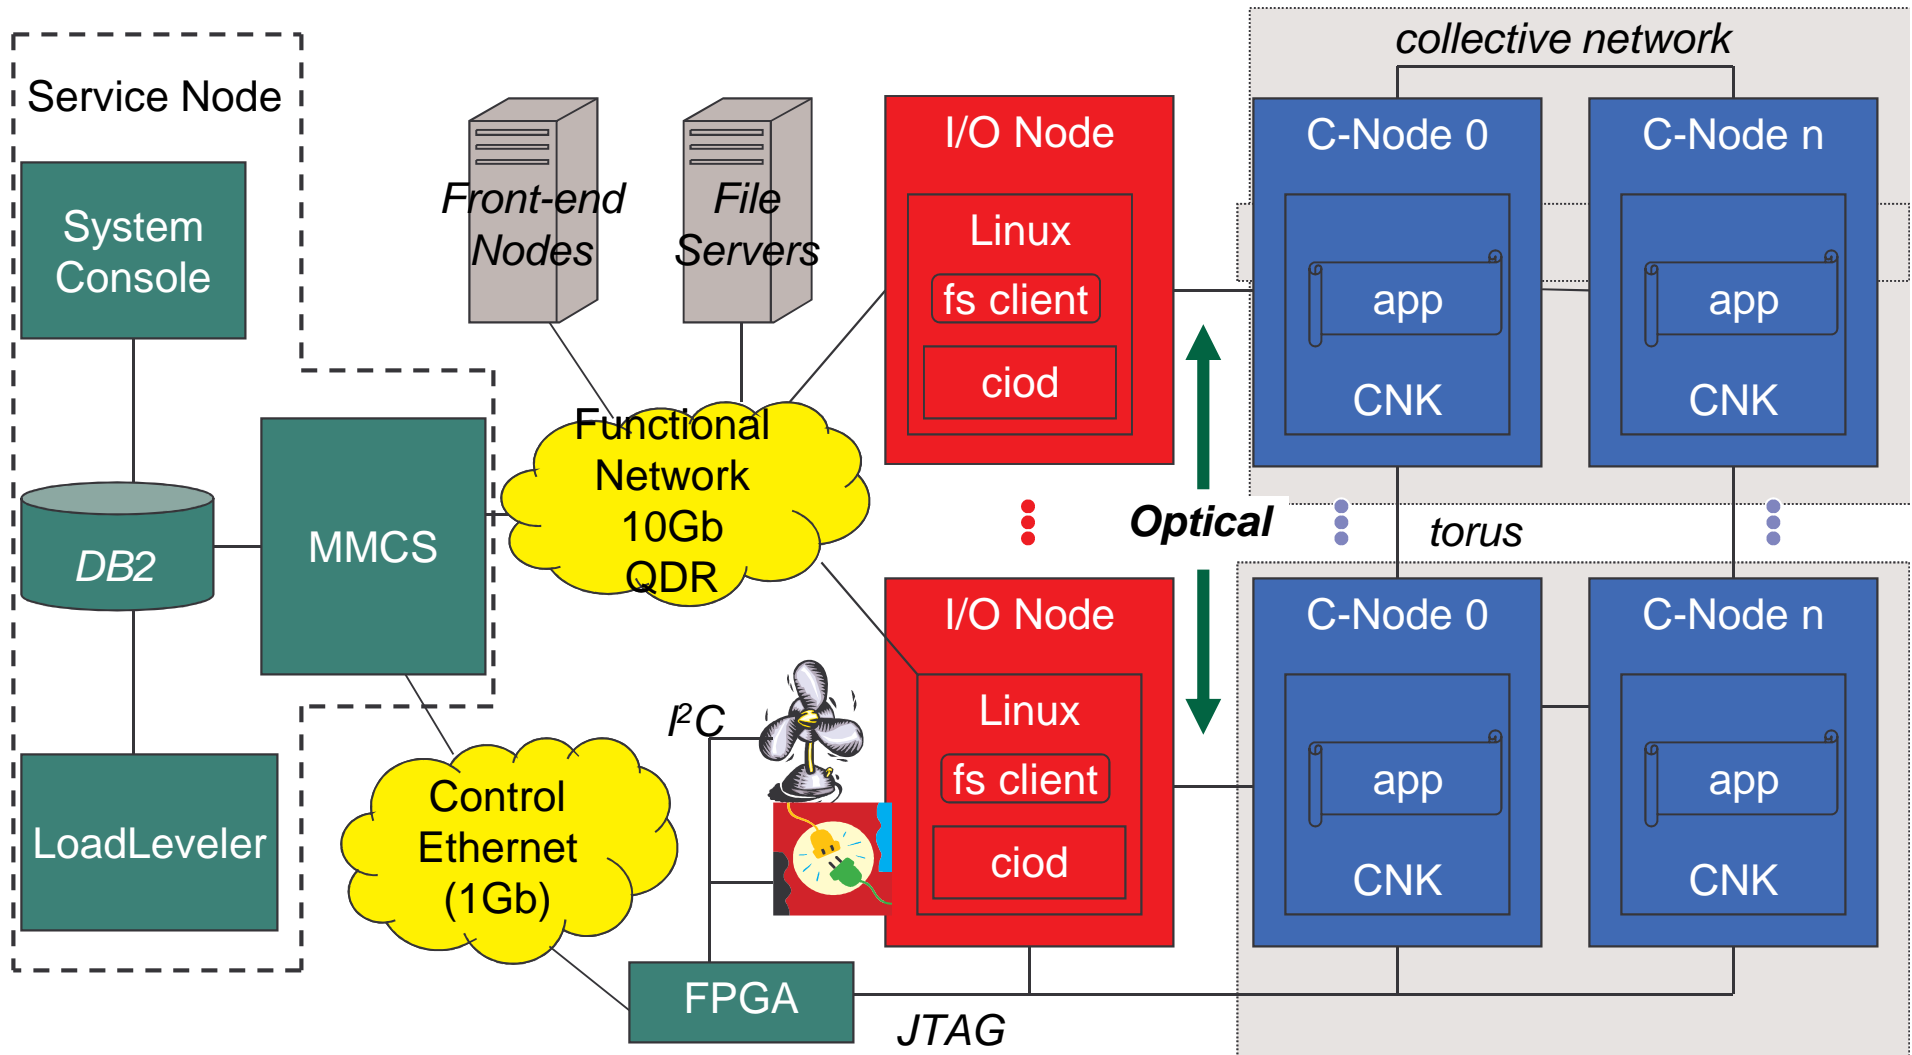 collective network
Service Node
System
Console
DB2
MMCS
LoadLeveler
Front-end
Nodes
File
Servers
Functional
Network
10Gb
QDR
Control
Ethernet
(1Gb)
I²C
FPGA
JTAG
I/O Node
Linux
fs client
ciod
C-Node 0
app
CNK
C-Node n
app
CNK
Optical
torus
I/O Node
Linux
fs client
ciod
C-Node 0
app
CNK
C-Node n
app
CNK